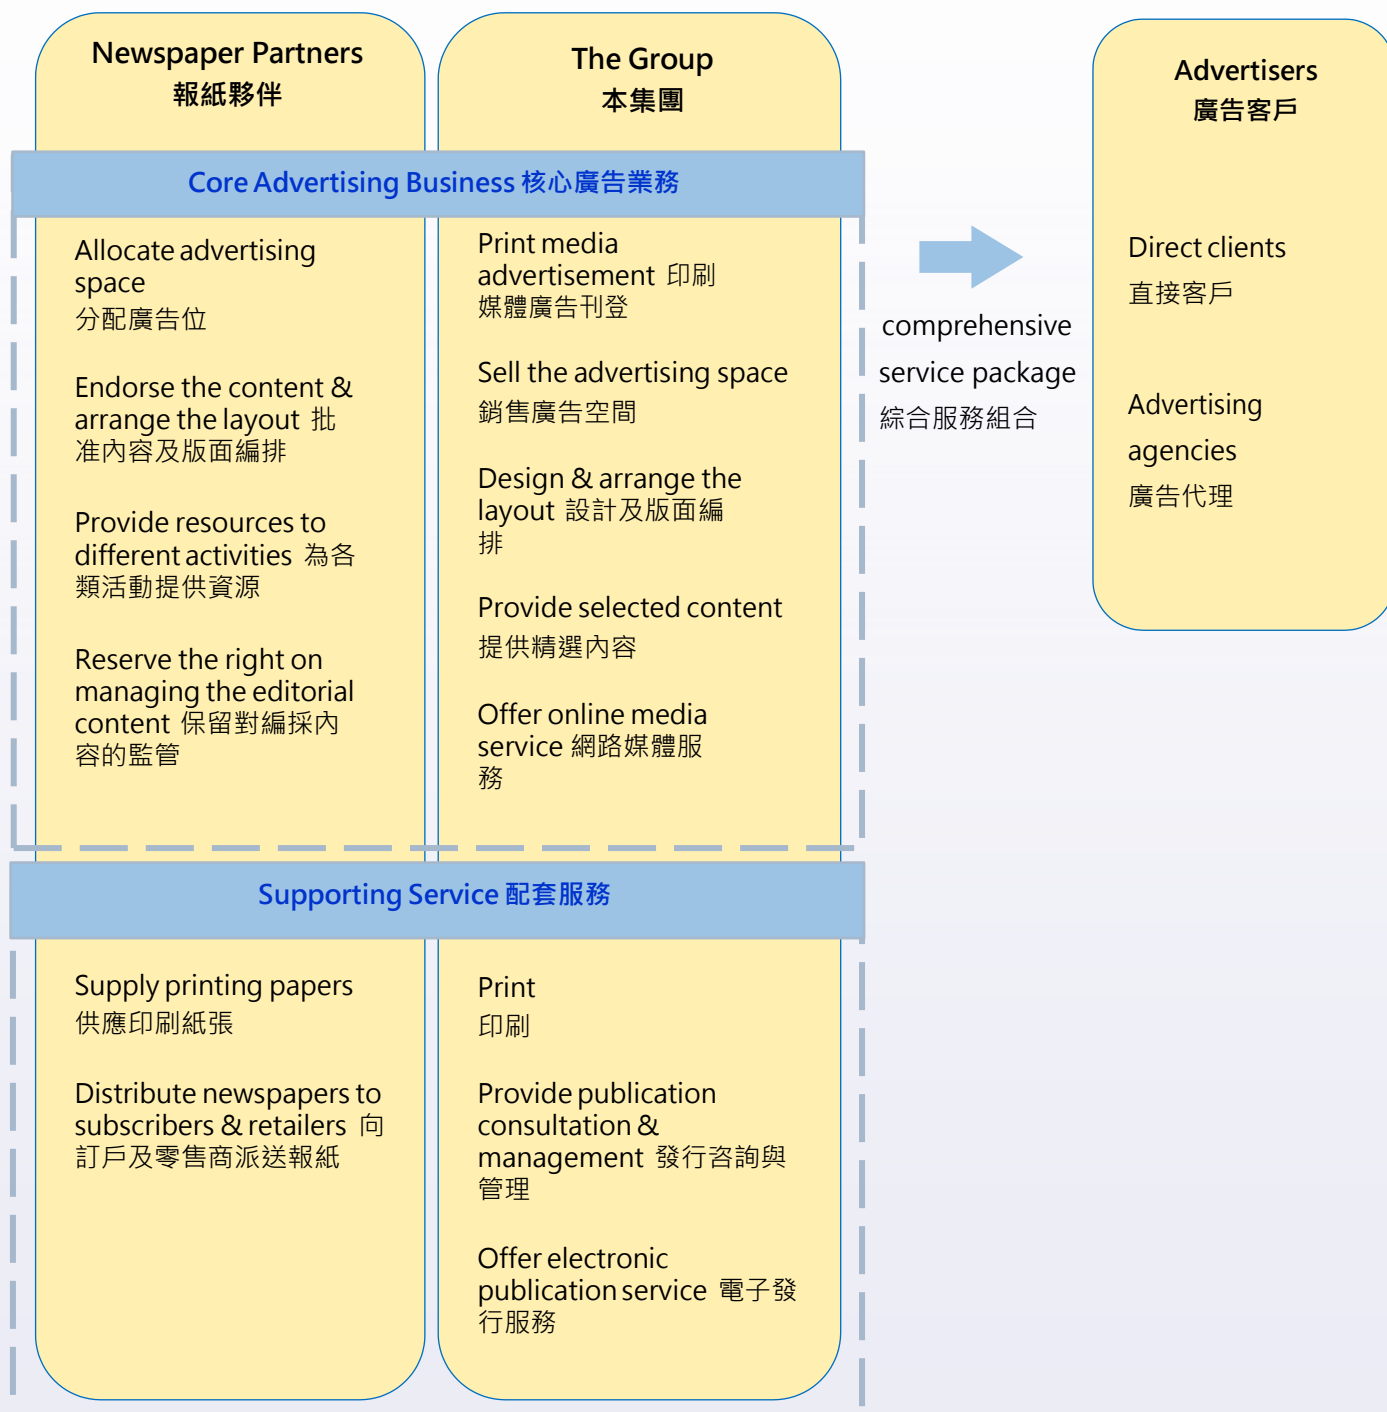 Newspaper Partners
報紙夥伴
The Group
本集團
Advertisers
廣告客戶
Core Advertising Business 核心廣告業務
Allocate advertising
space
分配廣告位
Endorse the content &
arrange the layout 批
准內容及版面編排
Provide resources to
different activities 為各
類活動提供資源
Reserve the right on
managing the editorial
content 保留對編採內
容的監管
Print media
advertisement 印刷
媒體廣告刊登
Sell the advertising space
銷售廣告空間
Design & arrange the
layout 設計及版面編
排
Provide selected content
提供精選內容
Offer online media
service 網路媒體服
務
comprehensive
service package
綜合服務組合
Direct clients
直接客戶
Advertising
agencies
廣告代理
Supporting Service 配套服務
Supply printing papers
供應印刷紙張
Distribute newspapers to
subscribers & retailers 向
訂戶及零售商派送報紙
Print
印刷
Provide publication
consultation &
management 發行咨詢與
管理
Offer electronic
publication service 電子發
行服務